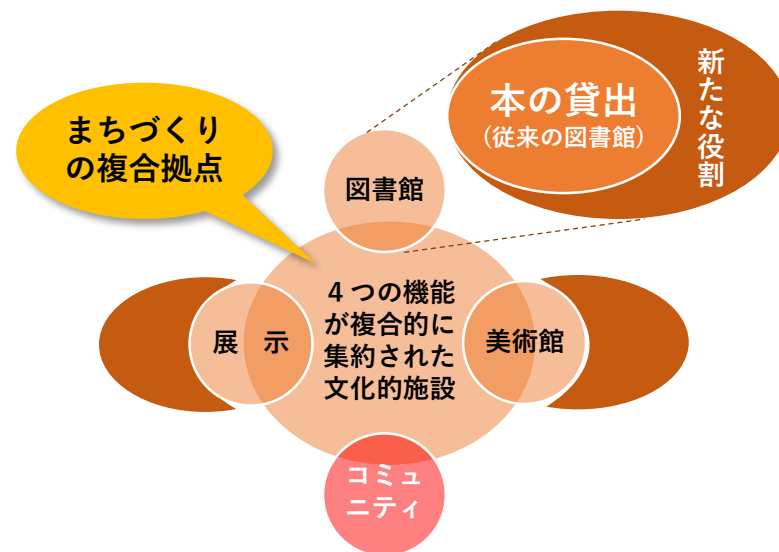 まちづくり
の複合拠点
本の貸出
(従来の図書館)
新たな役割
図書館
４つの機能
が複合的に
集約された
文化的施設
展　示
美術館
コミュ
ニティ